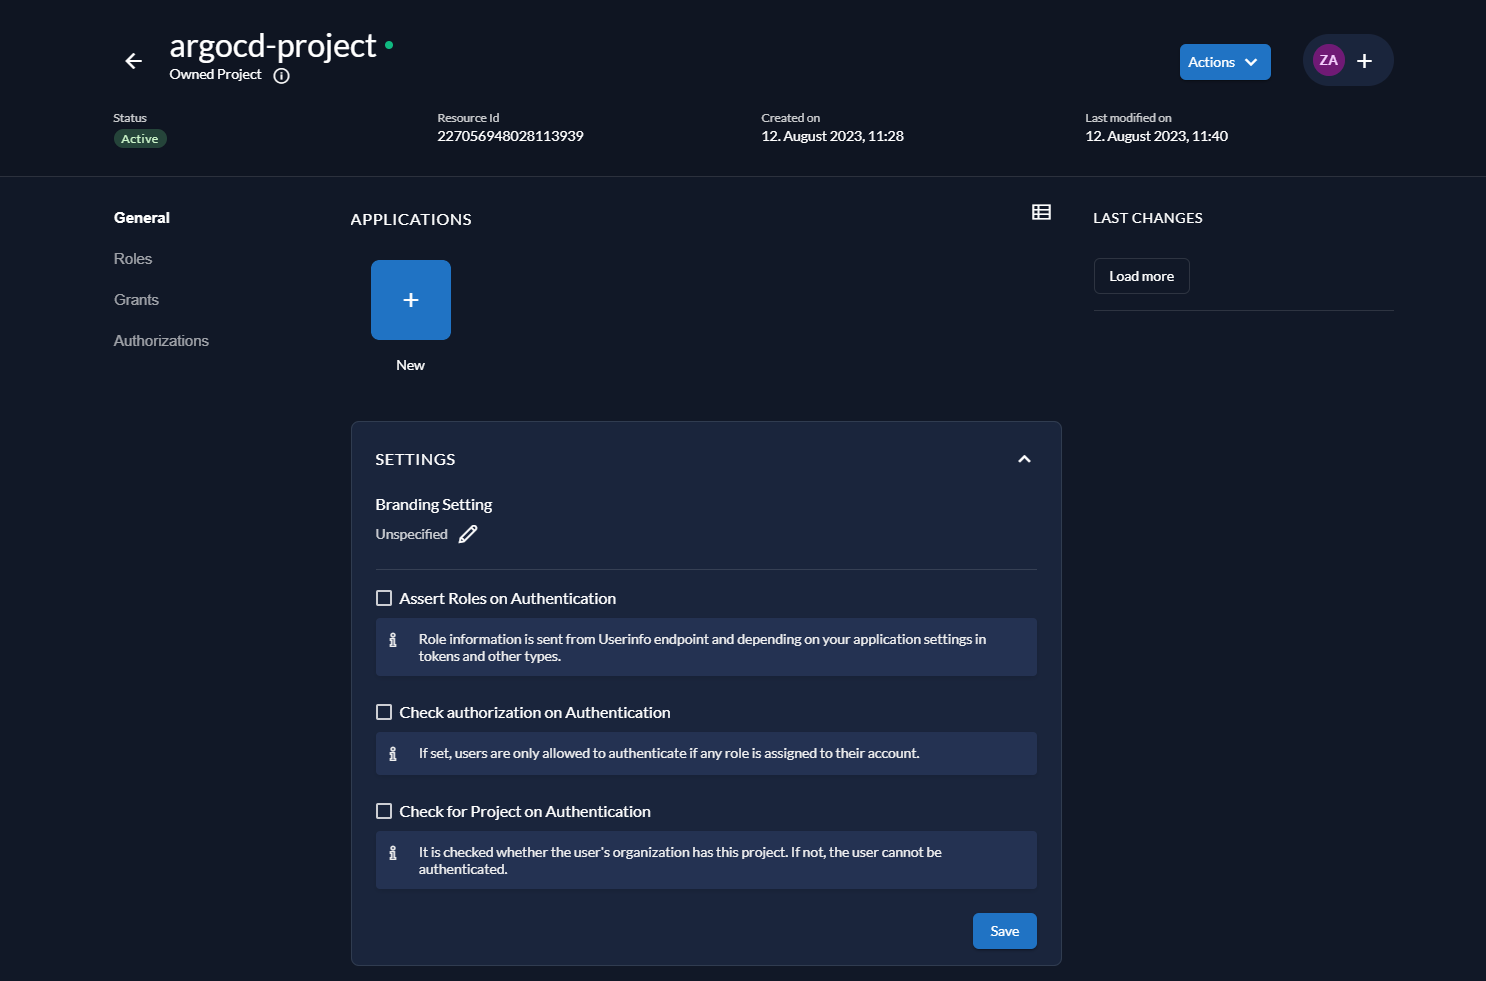 argocd-project
Owned Project
Actions
ZA
Status
Active
Resource Id
227056948028113939
Created on
12. August 2023, 11:28
Last modified on
12. August 2023, 11:40
General
Roles
Grants
Authorizations
APPLICATIONS
New
LAST CHANGES
Load more
SETTINGS
Branding Setting
Unspecified
Assert Roles on Authentication
Role information is sent from Userinfo endpoint and depending on your application settings in
tokens and other types.
Check authorization on Authentication
If set, users are only allowed to authenticate if any role is assigned to their account.
Check for Project on Authentication
It is checked whether the user's organization has this project. If not, the user cannot be
authenticated.
Save